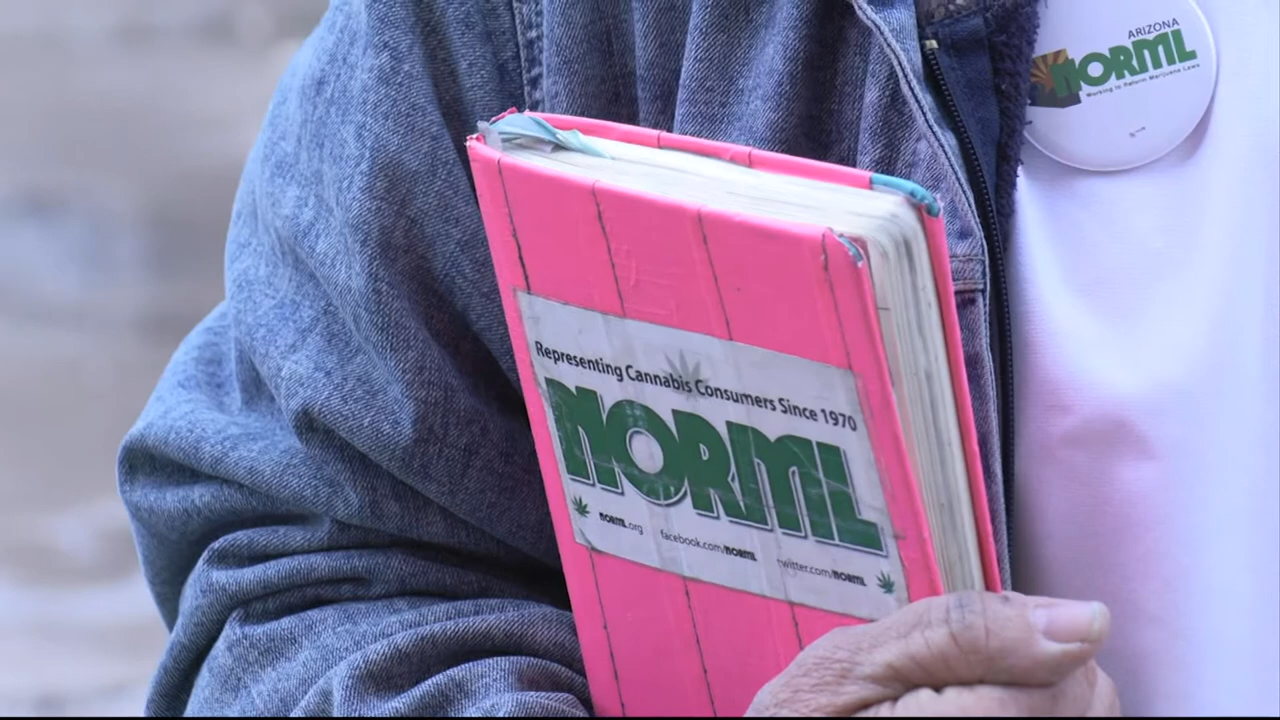 ARIZONA
NORML
Working to Reform Marijuana Laws
Representing Cannabis Consumers Since 1970
NORML
NORML.org facebook.com/NORML twitter.com/NORML